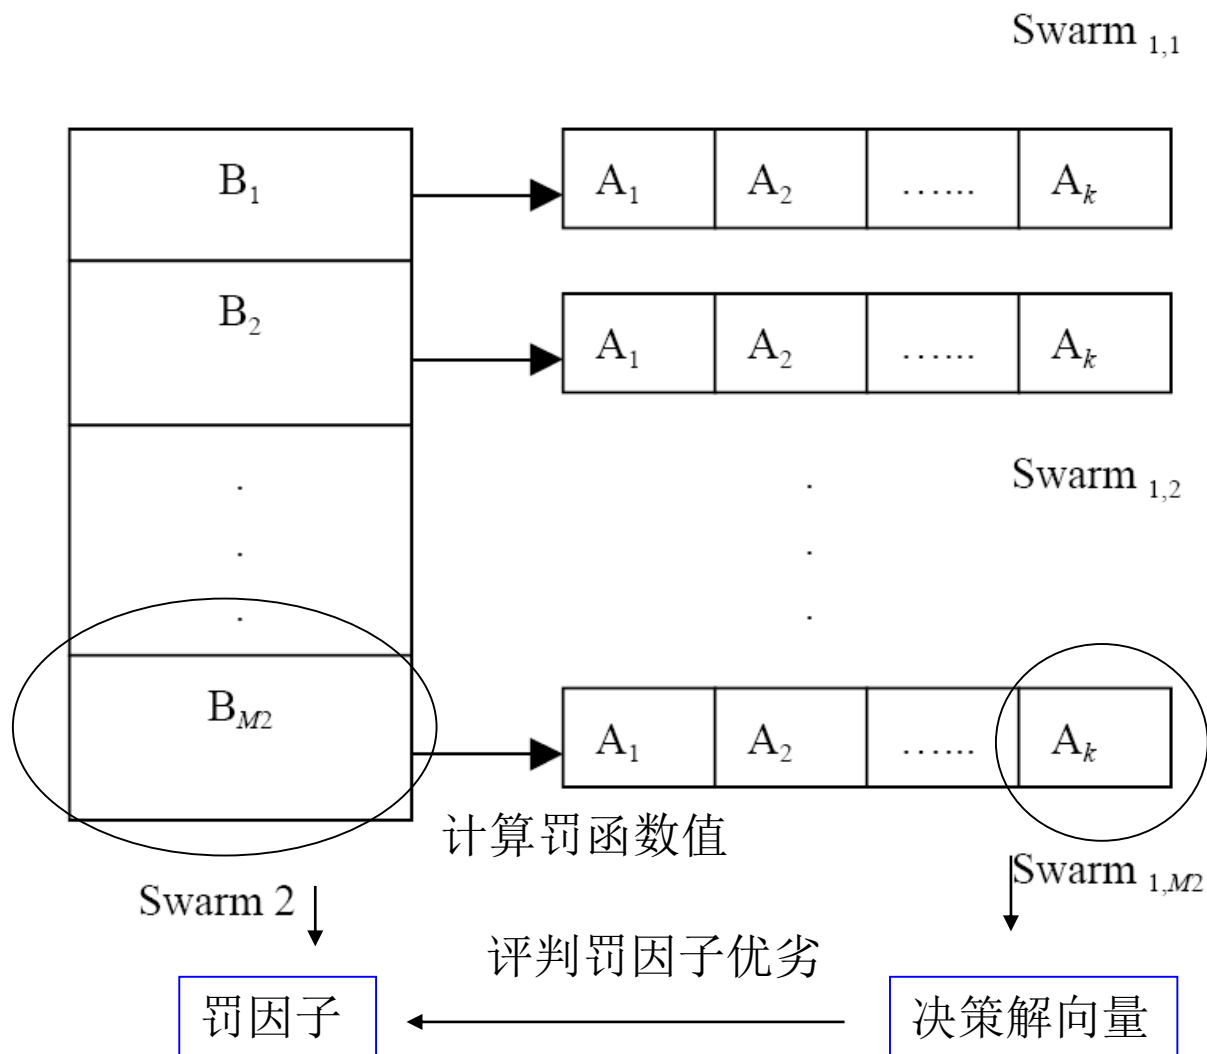 Swarm 1,1
B1 A1 A2 …... Ak
B2 A1 A2 …... Ak
Swarm 1,2
BM2 A1 A2 …... Ak
计算罚函数值
Swarm 1,M2
Swarm 2
评判罚因子优劣
罚因子 决策解向量